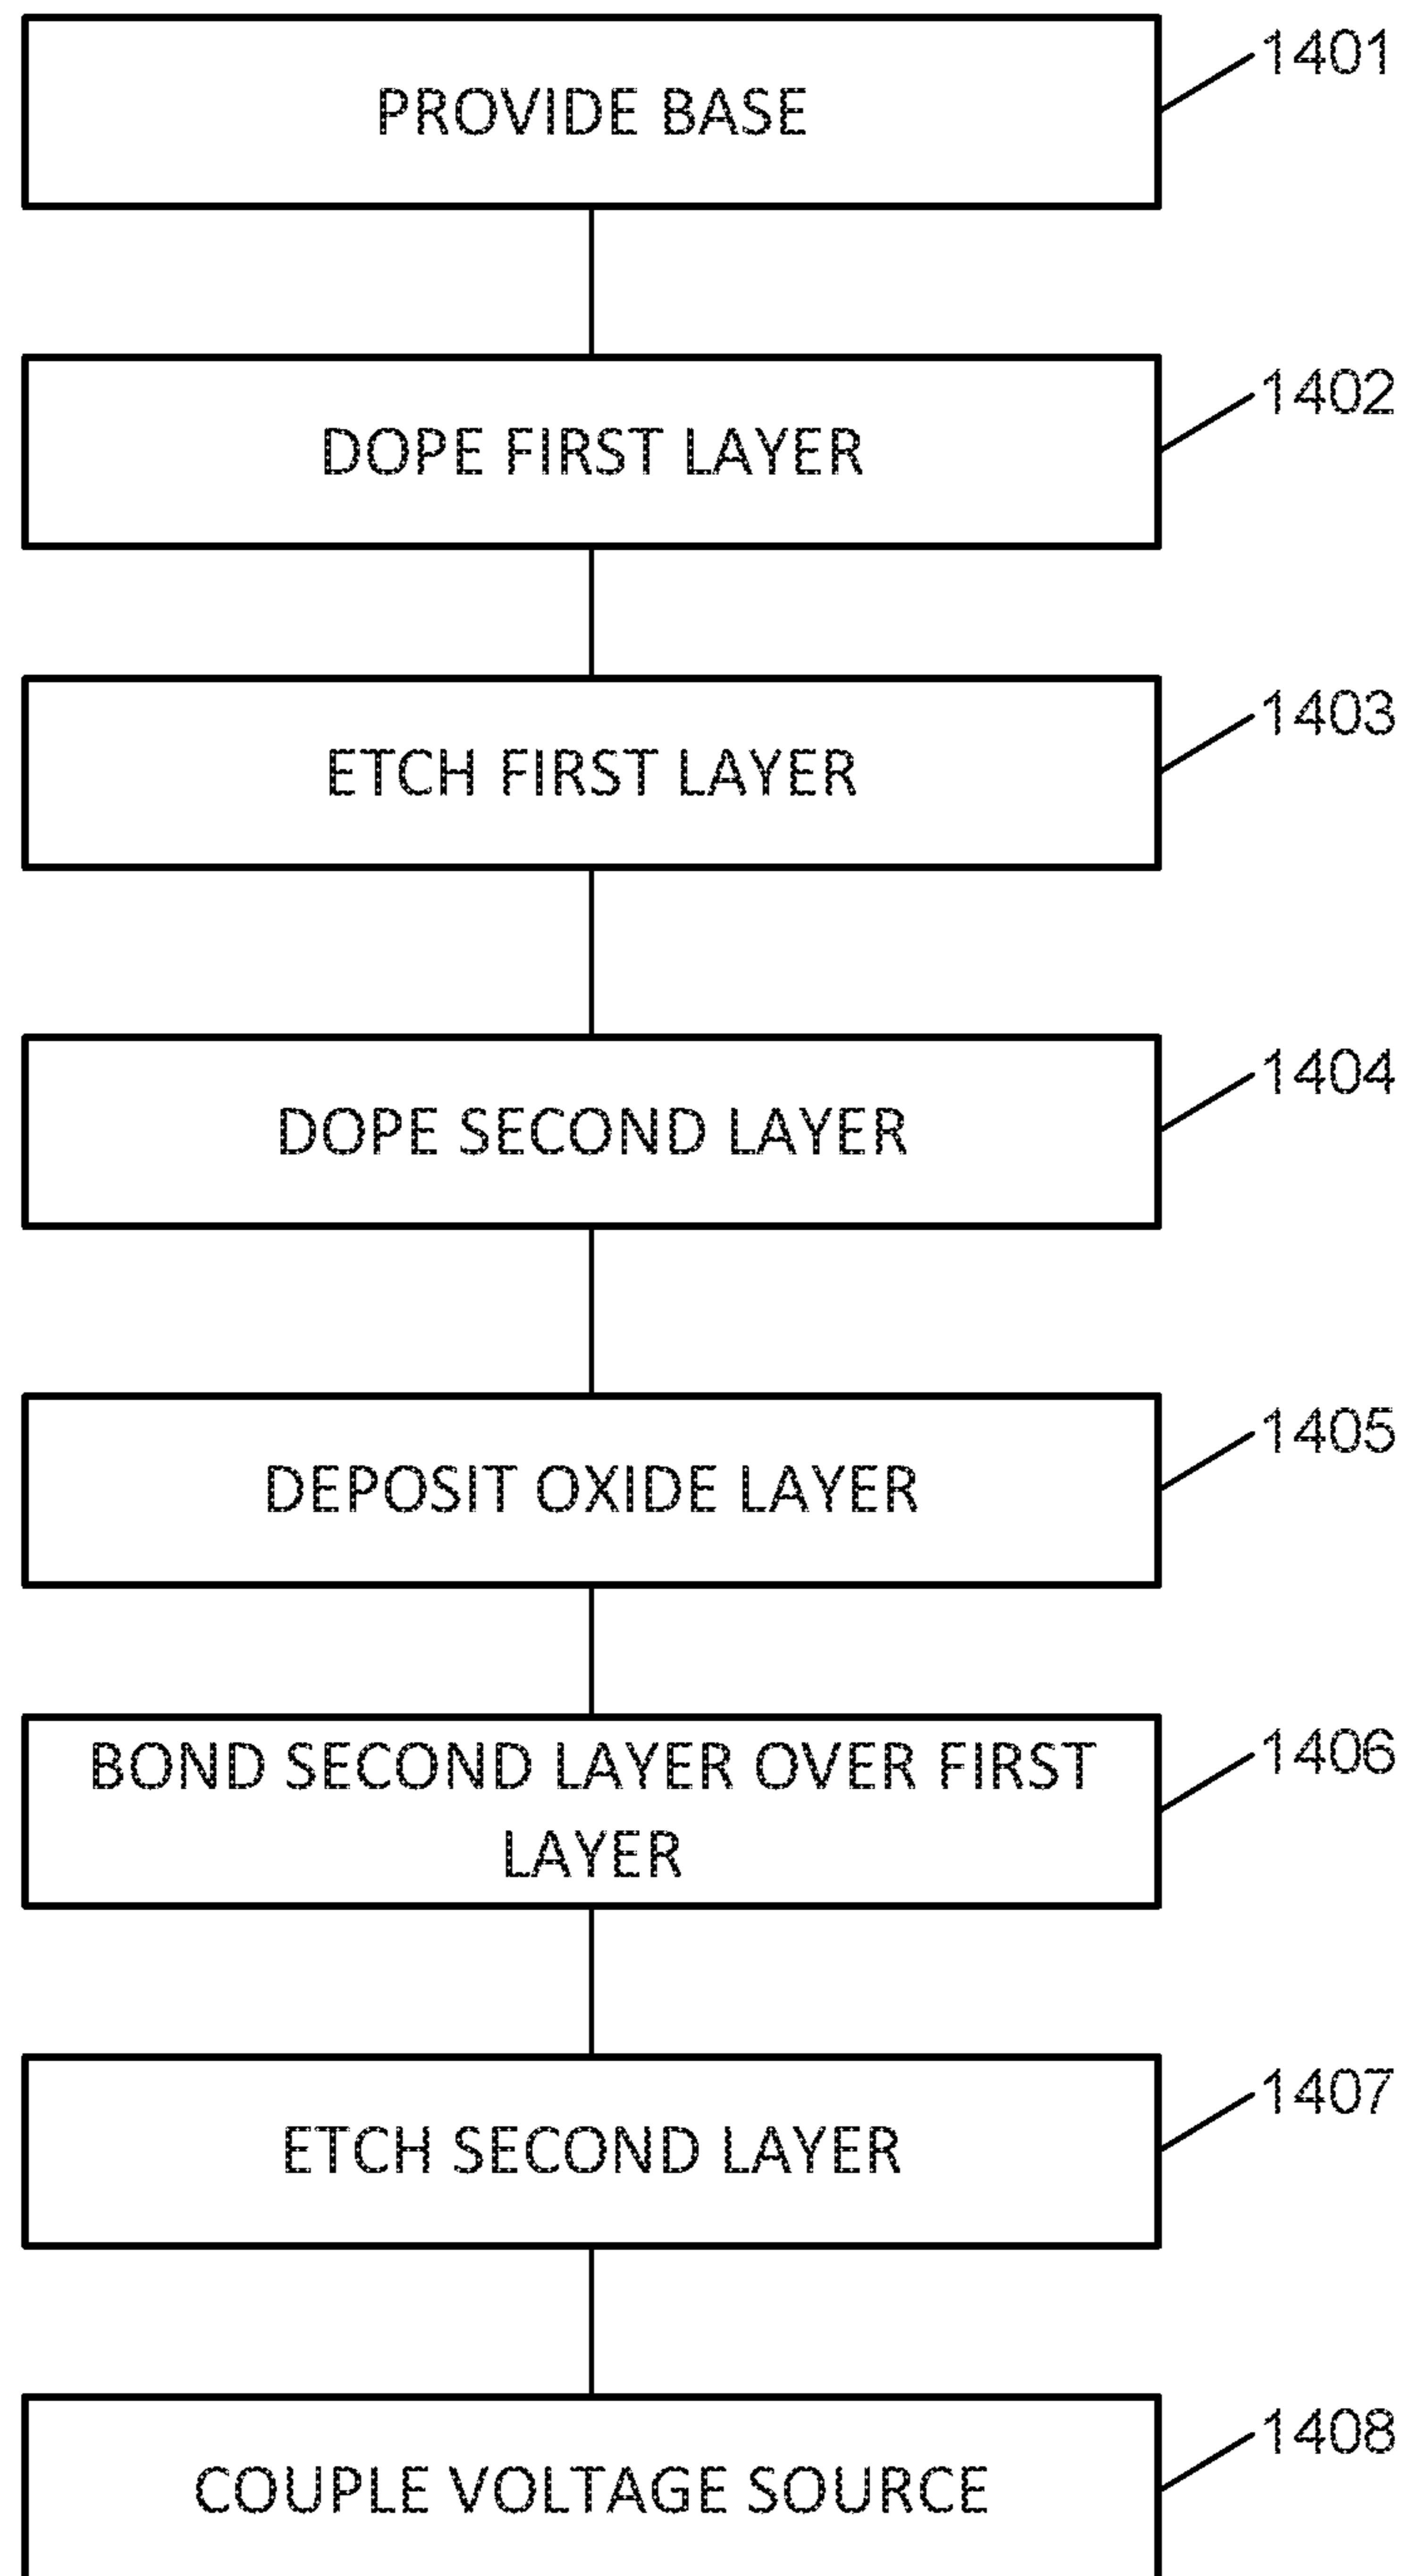 PROVIDE BASE
1401
DOPE FIRST LAYER
1402
ETCH FIRST LAYER
1403
DOPE SECOND LAYER
1404
DEPOSIT OXIDE LAYER
1405
BOND SECOND LAYER OVER FIRST
LAYER
1406
ETCH SECOND LAYER
1407
COUPLE VOLTAGE SOURCE
1408